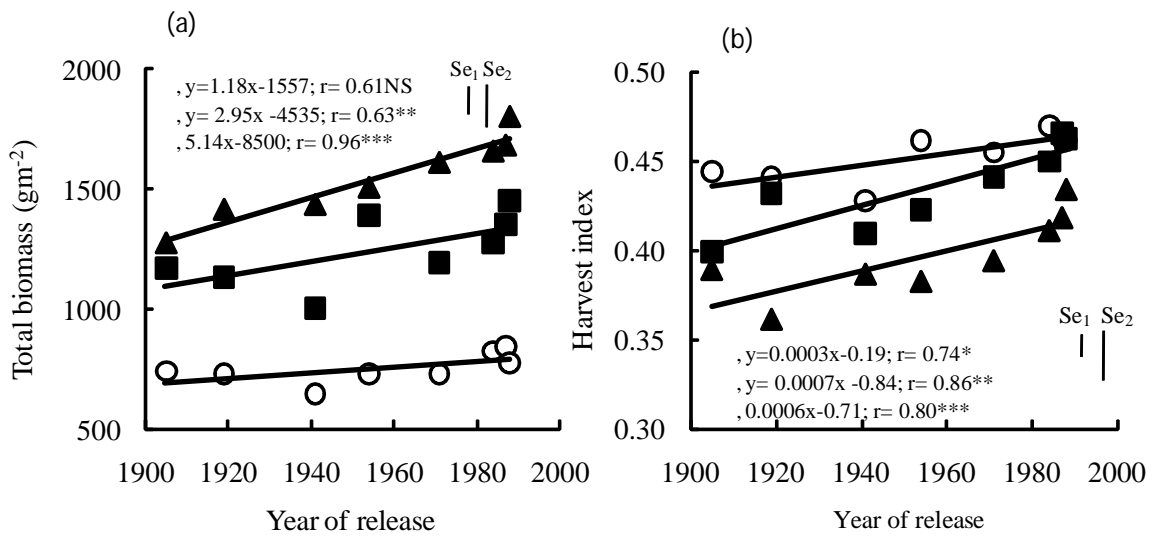 (a)
Total biomass (gm-2)
2000
1500
1000
500
, y=1.18x-1557; r= 0.61NS
, y= 2.95x -4535; r= 0.63**
, 5.14x-8500; r= 0.96***
Se1 Se2
1900 1920 1940 1960 1980 2000
Year of release
(b)
Harvest index
0.50
0.45
0.40
0.35
0.30
Se1 Se2
, y=0.0003x-0.19; r= 0.74*
, y= 0.0007x -0.84; r= 0.86**
, 0.0006x-0.71; r= 0.80***
1900 1920 1940 1960 1980 2000
Year of release